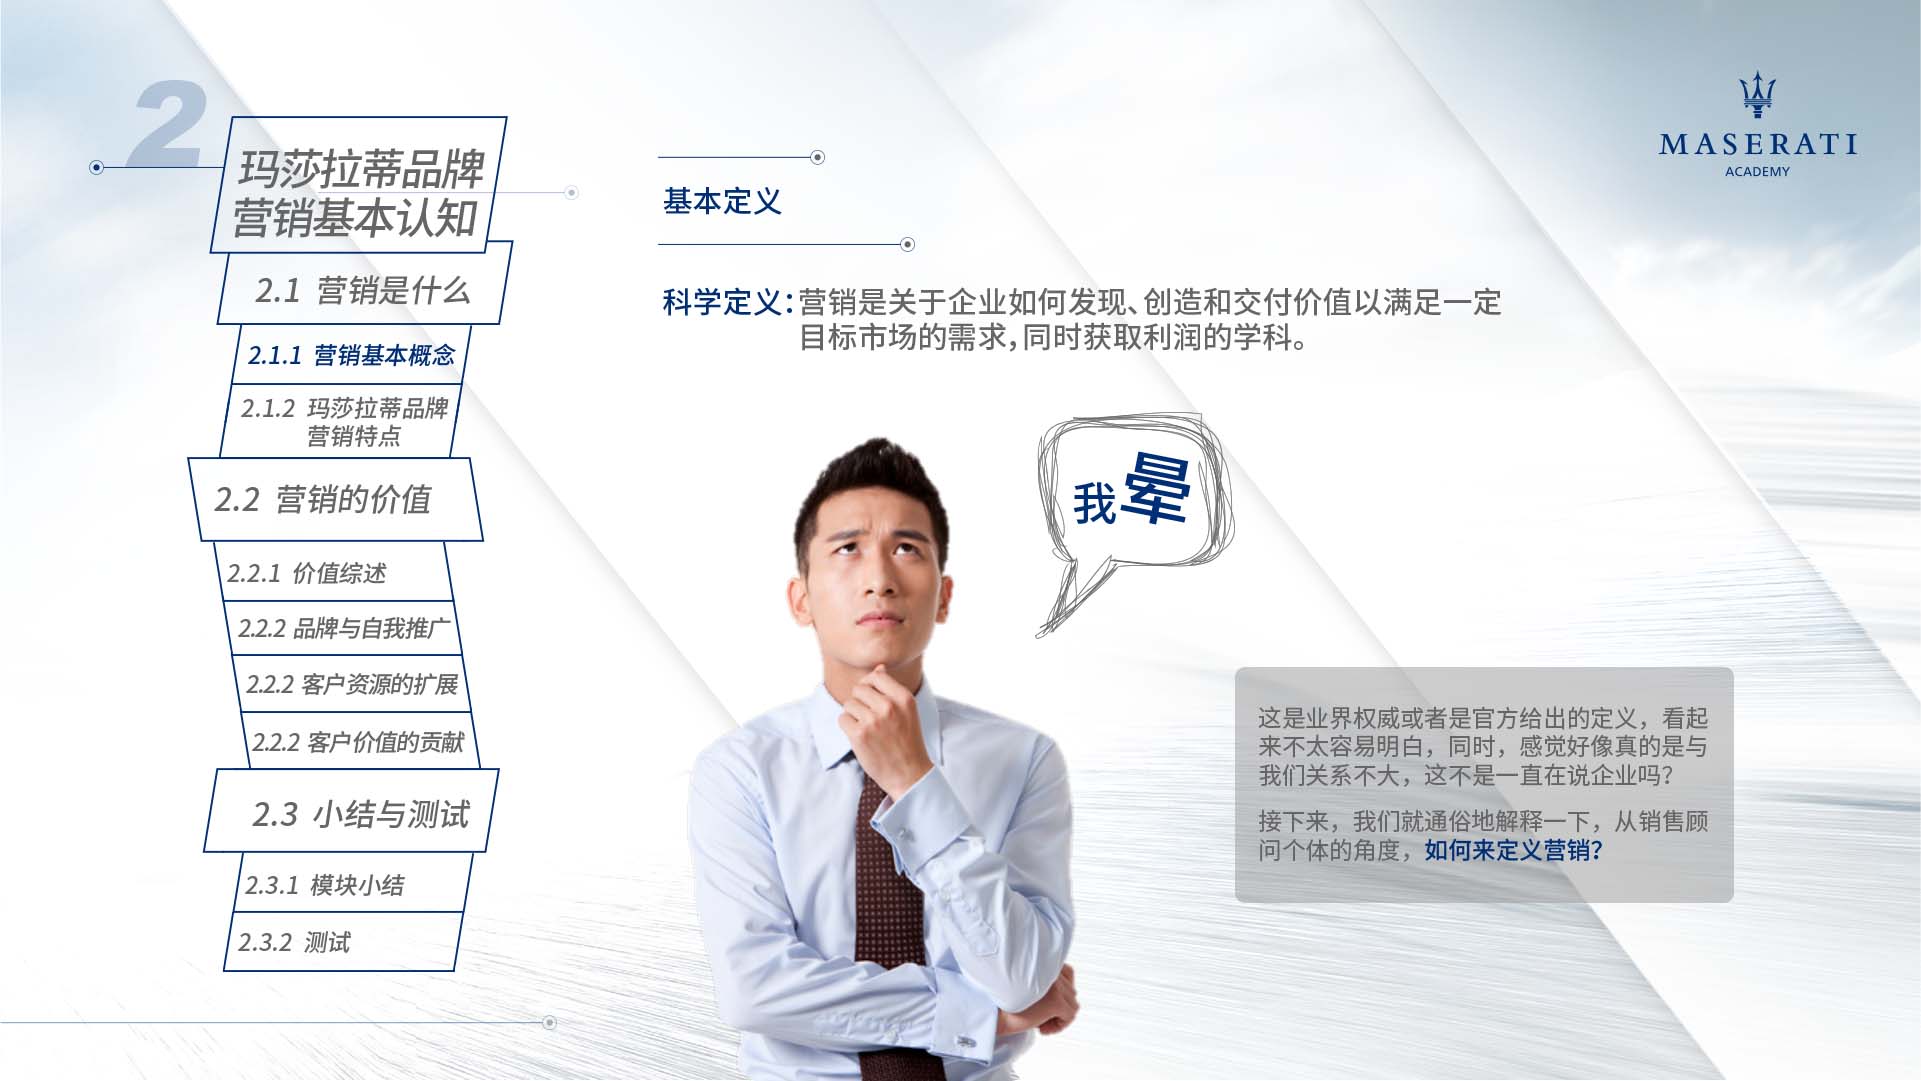 2
玛莎拉蒂品牌
营销基本认知
2.1 营销是什么
2.1.1 营销基本概念
2.1.2 玛莎拉蒂品牌
营销特点
2.2 营销的价值
2.2.1 价值综述
2.2.2 品牌与自我推广
2.2.2 客户资源的扩展
2.2.2 客户价值的贡献
2.3 小结与测试
2.3.1 模块小结
2.3.2 测试
MASERATI
ACADEMY
基本定义
科学定义：营销是关于企业如何发现、创造和交付价值以满足一定
目标市场的需求，同时获取利润的学科。
我晕
这是业界权威或者是官方给出的定义，看起
来不太容易明白，同时，感觉好像真的是与
我们关系不大，这不是一直在说企业吗？
接下来，我们就通俗地解释一下，从销售顾
问个体的角度，如何来定义营销？